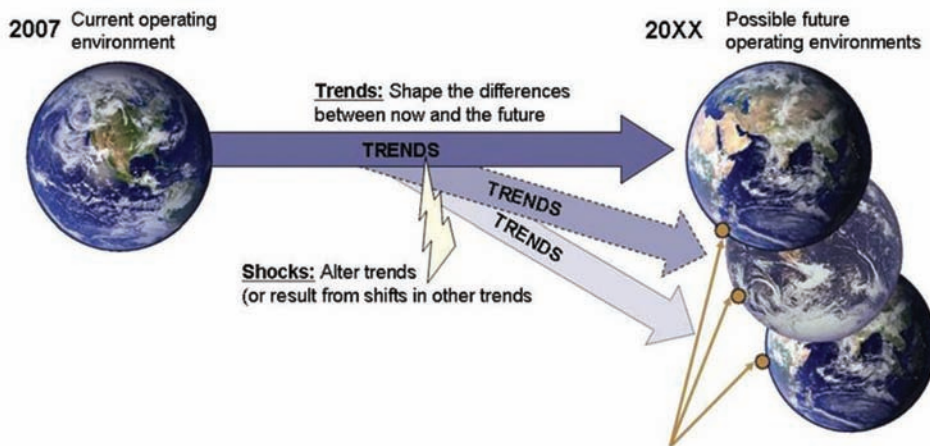 2007 Current operating
environment
20XX Possible future
operating environments
Trends: Shape the differences
between now and the future
TRENDS
TRENDS
TRENDS
Shocks: Alter trends
(or result from shifts in other trends